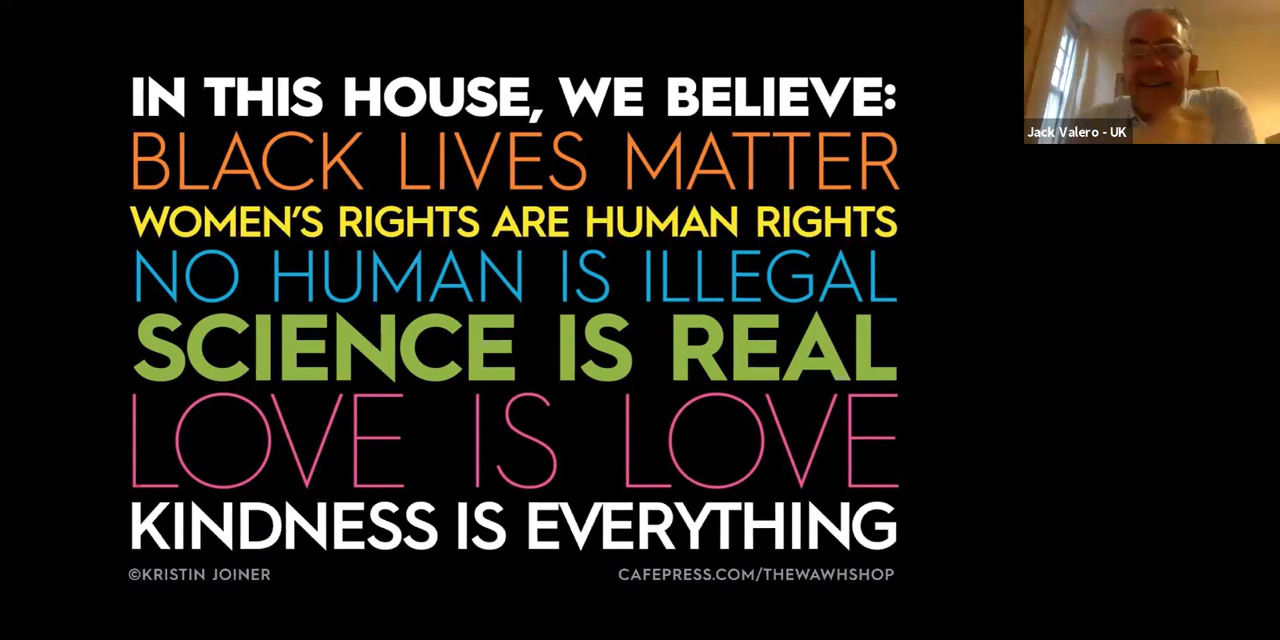 IN THIS HOUSE, WE BELIEVE:
BLACK LIVES MATTER
WOMEN'S RIGHTS ARE HUMAN RIGHTS
NO HUMAN IS ILLEGAL
SCIENCE IS REAL
LOVE IS LOVE
KINDNESS IS EVERYTHING
©KRISTIN JOINER
CAFEPRESS.COM/THEWAWHSHOP
Jack Valero - UK